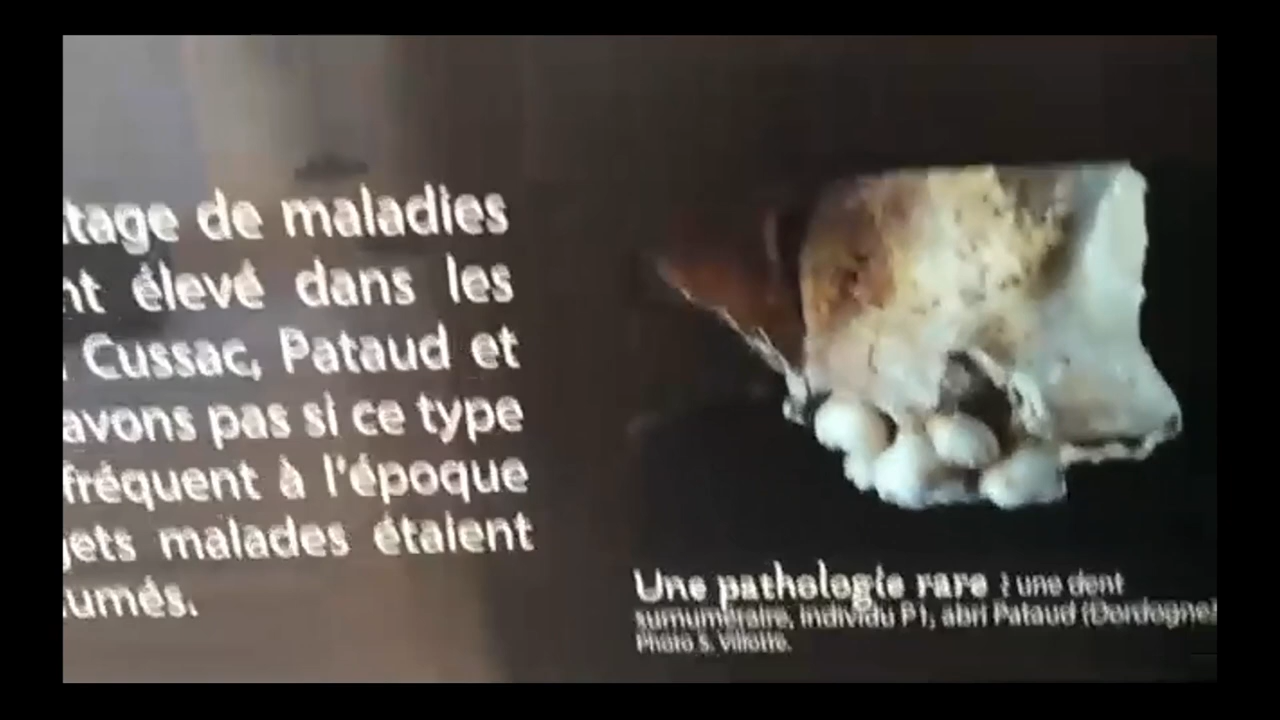 tage de maladies
nt élevé dans les
Cussac, Pataud et
avons pas si ce type
fréquent à l'époque
jets malades étaient
umés.
Une pathologie rare : une dent
surnuméraire, individu P1, abri Pataud (Dordogne)
Photo S. Villotte.